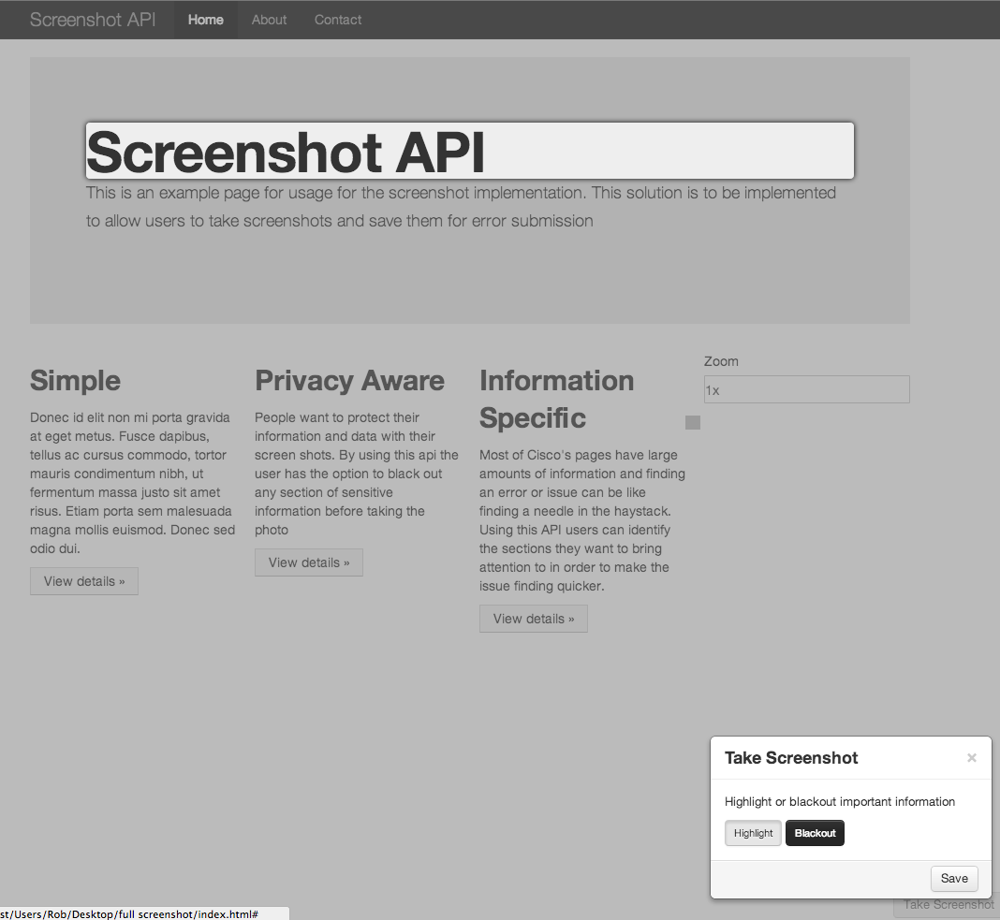 Screenshot API Home About Contact
Screenshot API
This is an example page for usage for the screenshot implementation. This solution is to be implemented
to allow users to take screenshots and save them for error submission
Simple
Donec id elit non mi porta gravida
at eget metus. Fusce dapibus,
tellus ac cursus commodo, tortor
mauris condimentum nibh, ut
fermentum massa justo sit amet
risus. Etiam porta sem malesuada
magna mollis euismod. Donec sed
odio dui.
View details »
Privacy Aware
People want to protect their
information and data with their
screen shots. By using this api the
user has the option to black out
any section of sensitive
information before taking the
photo
View details »
Information
Specific
Most of Cisco's pages have large
amounts of information and finding
an error or issue can be like
finding a needle in the haystack.
Using this API users can identify
the sections they want to bring
attention to in order to make the
issue finding quicker.
View details »
Zoom
1x
Take Screenshot ×
Highlight or blackout important information
Highlight Blackout
Save
Take Screenshot
st/Users/Rob/Desktop/full screenshot/index.html#